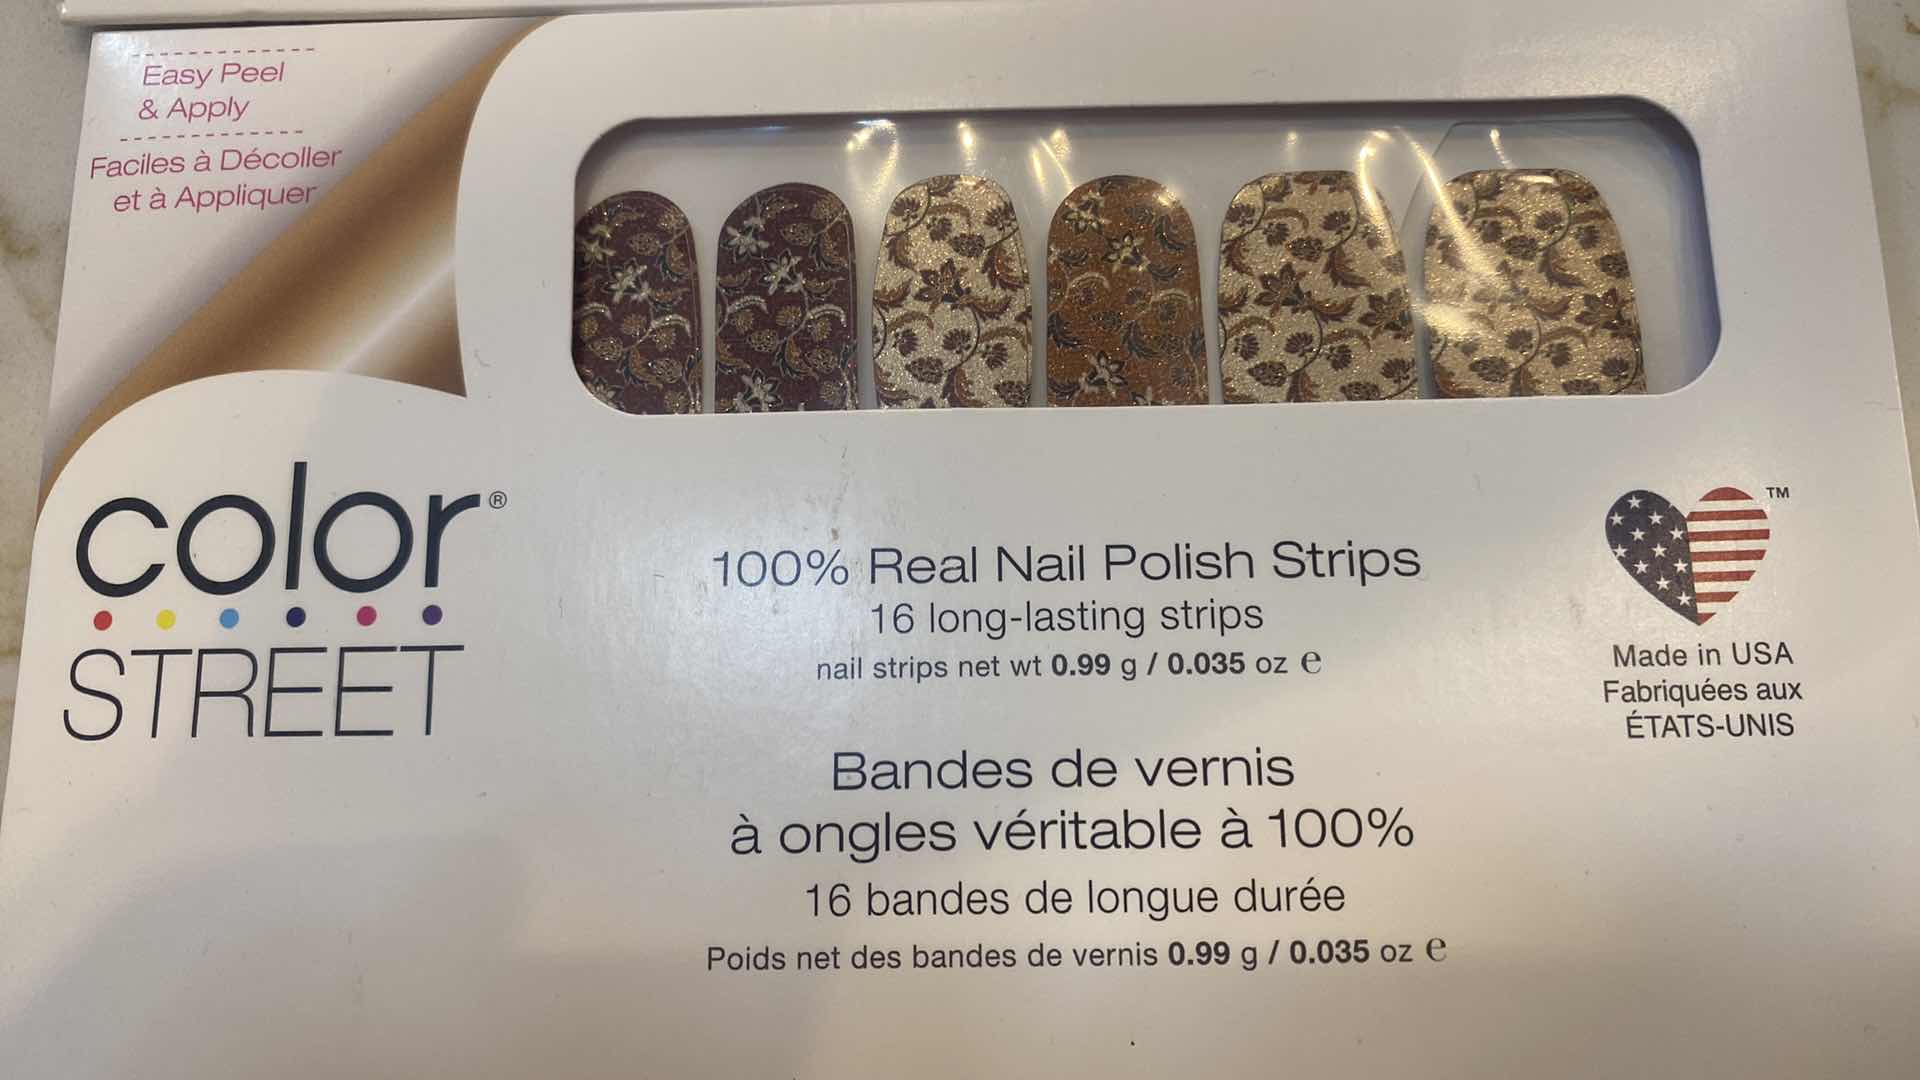 Easy Peel
& Apply
Faciles à Décoller
et à Appliquer
color®
STREET
100% Real Nail Polish Strips
16 long-lasting strips
nail strips net wt 0.99 g / 0.035 oz ℮
Bandes de vernis
à ongles véritable à 100%
16 bandes de longue durée
Poids net des bandes de vernis 0.99 g / 0.035 oz ℮
TM
Made in USA
Fabriquées aux
ÉTATS-UNIS